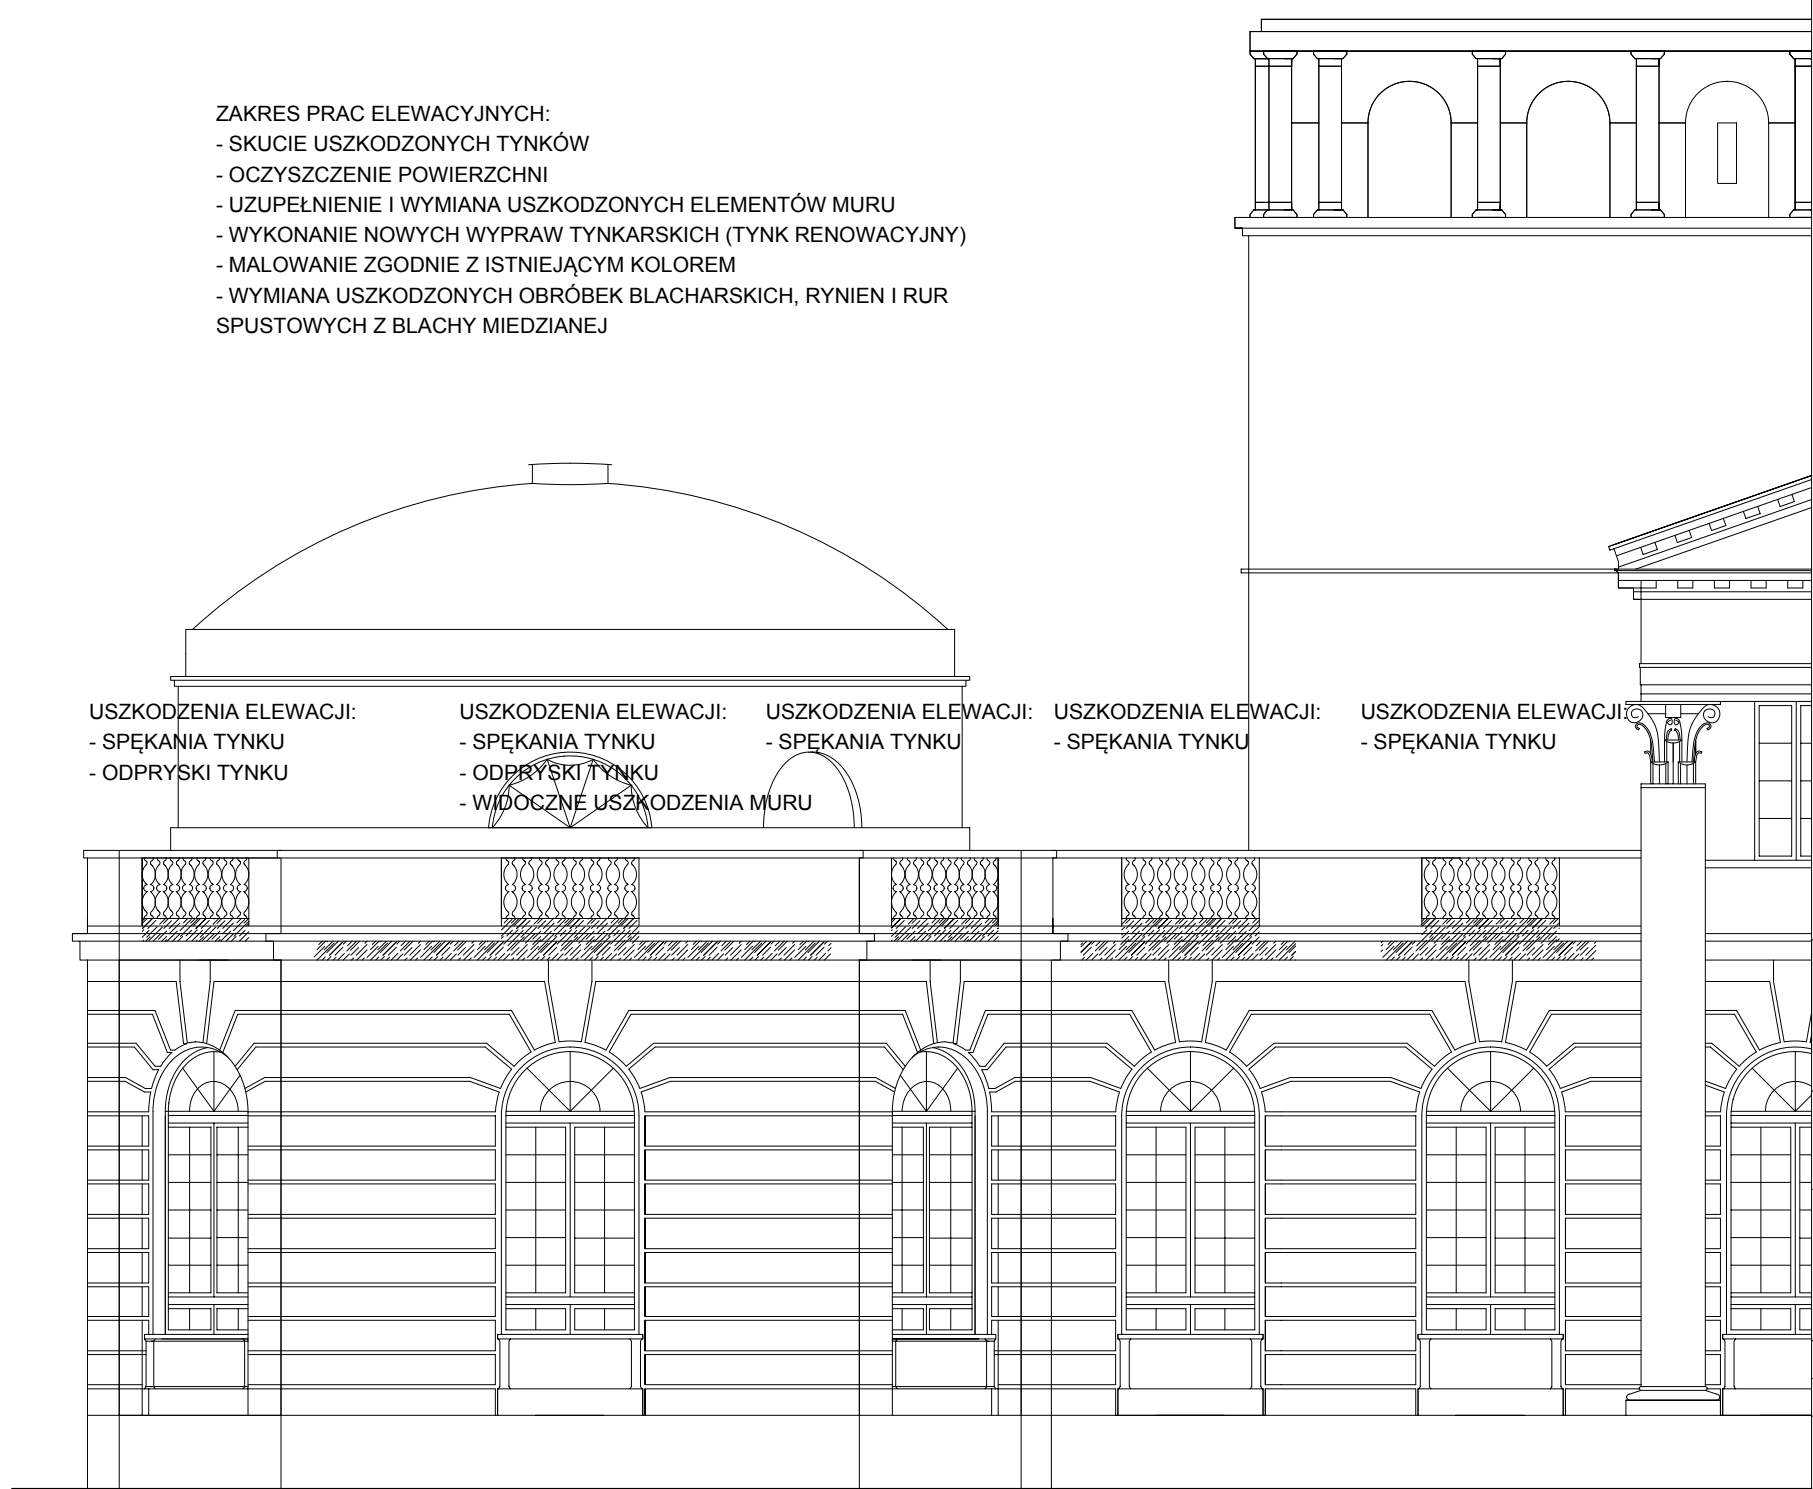 ZAKRES PRAC ELEWACYJNYCH:
- SKUCIE USZKODZONYCH TYNKÓW
- OCZYSZCZENIE POWIERZCHNI
- UZUPEŁNIENIE I WYMIANA USZKODZONYCH ELEMENTÓW MURU
- WYKONANIE NOWYCH WYPRAW TYNKARSKICH (TYNK RENOWACYJNY)
- MALOWANIE ZGODNIE Z ISTNIEJĄCYM KOLOREM
- WYMIANA USZKODZONYCH OBRÓBEK BLACHARSKICH, RYNIEN I RUR
SPUSTOWYCH Z BLACHY MIEDZIANEJ
USZKODZENIA ELEWACJI:
- SPĘKANIA TYNKU
- ODPRYSKI TYNKU
USZKODZENIA ELEWACJI:
- SPĘKANIA TYNKU
- ODPRYSKI TYNKU
- WIDOCZNE USZKODZENIA MURU
USZKODZENIA ELEWACJI:
- SPĘKANIA TYNKU
USZKODZENIA ELEWACJI:
- SPĘKANIA TYNKU
USZKODZENIA ELEWACJI:
- SPĘKANIA TYNKU